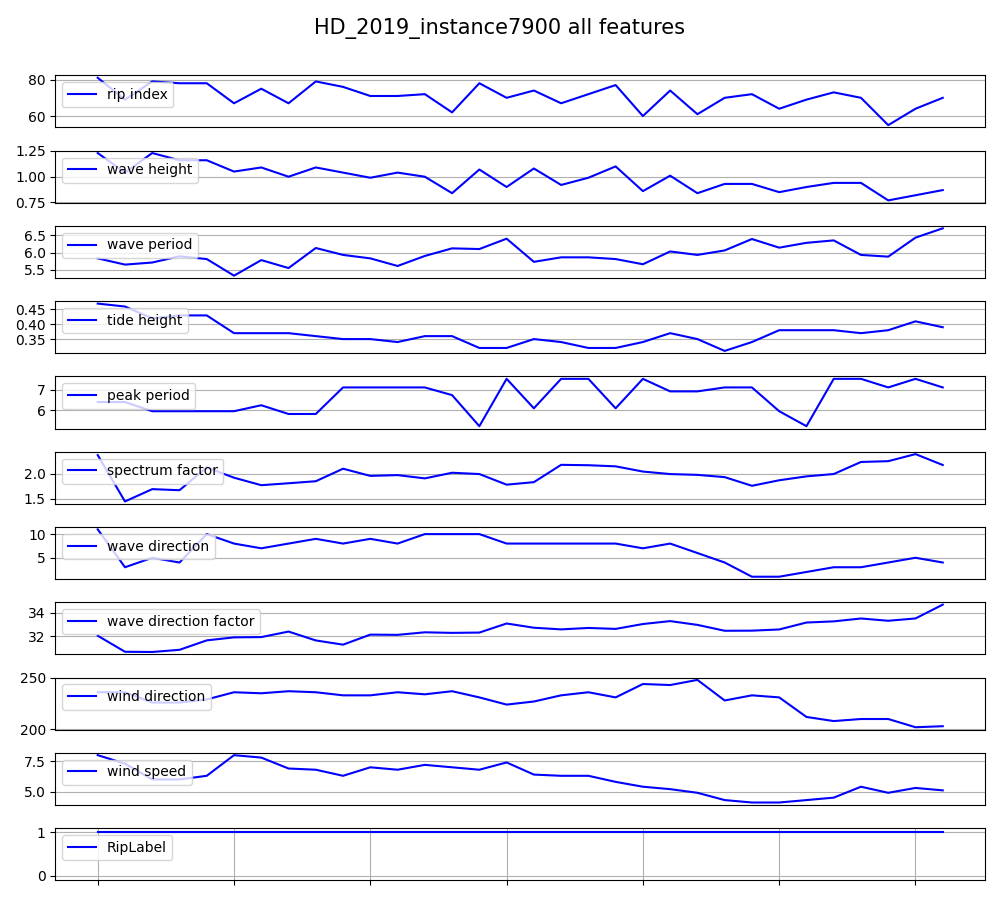 HD_2019_instance7900 all features
80
60
rip index
1.25
1.00
0.75
wave height
6.5
6.0
5.5
wave period
0.45
0.40
0.35
tide height
7
6
peak period
2.0
1.5
spectrum factor
10
5
wave direction
34
32
wave direction factor
250
200
wind direction
7.5
5.0
wind speed
1
0
RipLabel